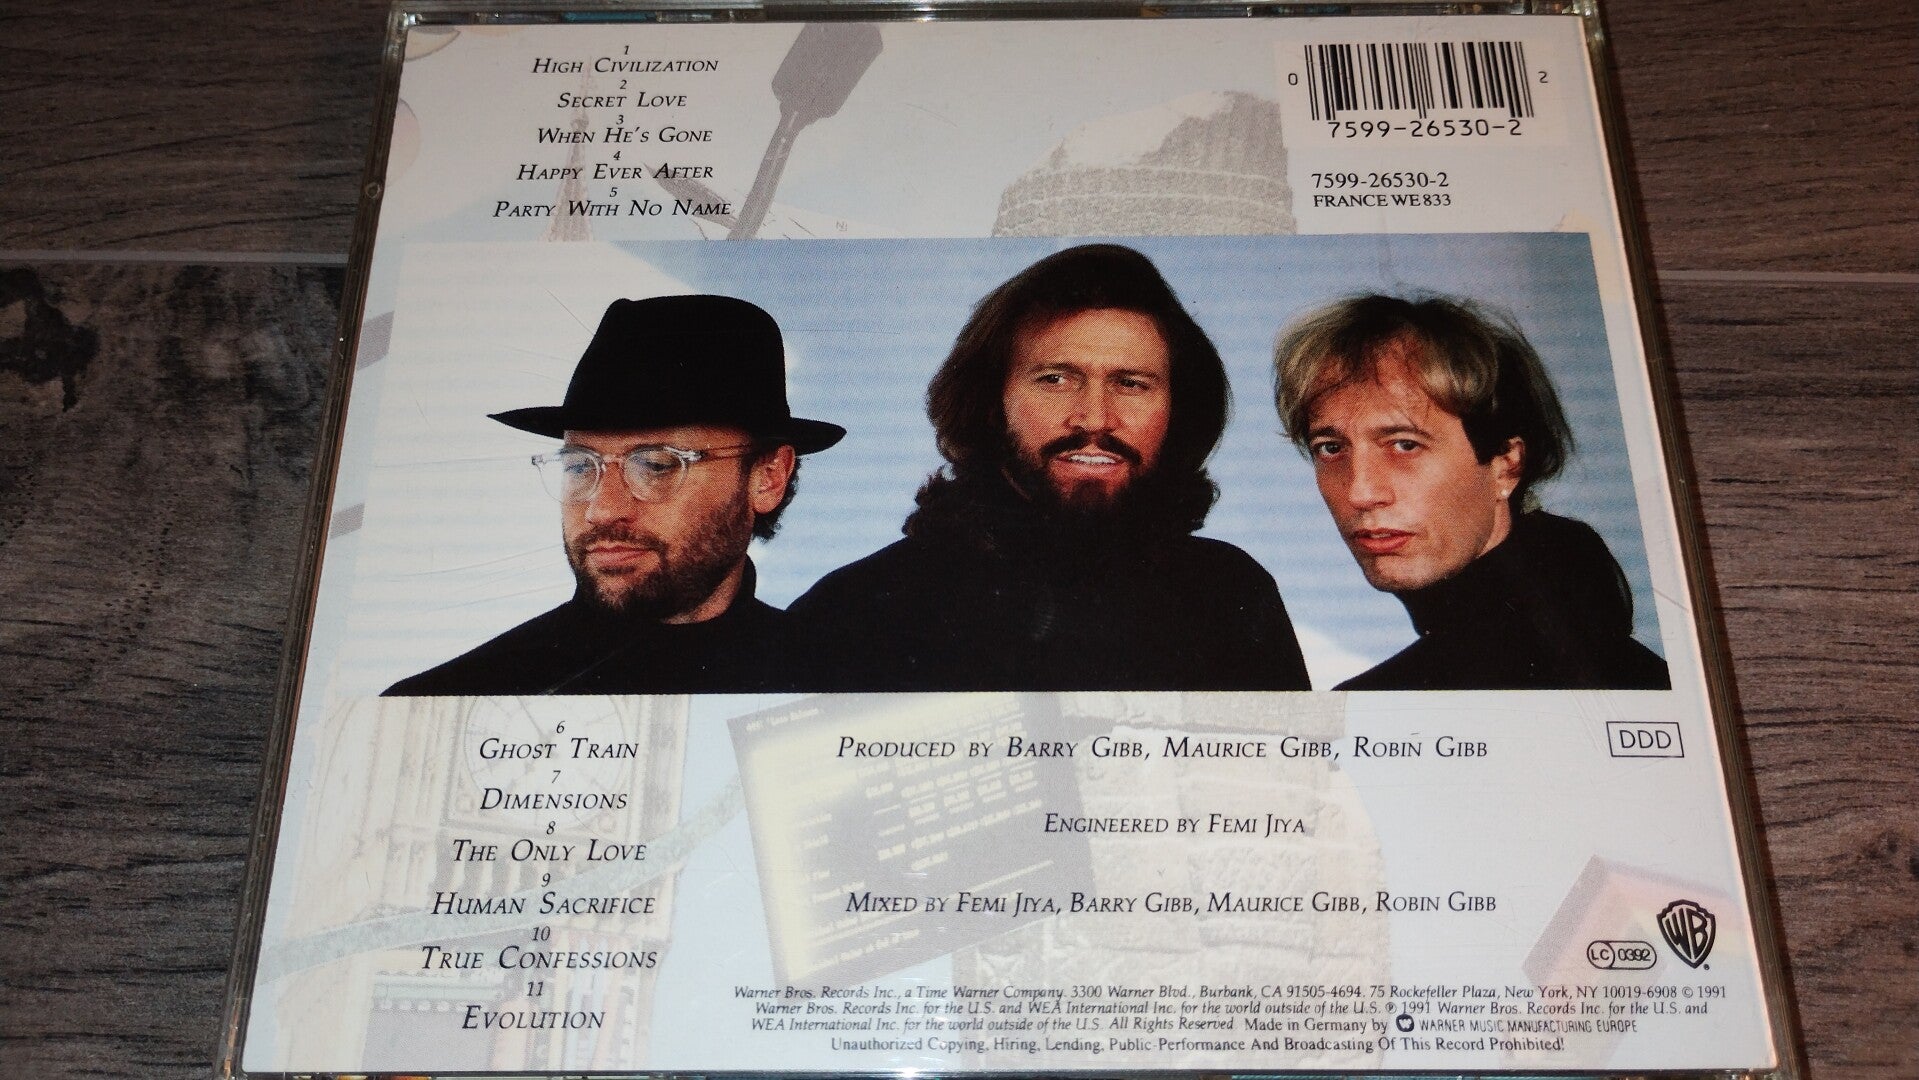 1
HIGH CIVILIZATION
2
SECRET LOVE
3
WHEN HE'S GONE
4
HAPPY EVER AFTER
5
PARTY WITH NO NAME
0 7599-26530-2 2
7599-26530-2
FRANCE WE 833
6
GHOST TRAIN
7
DIMENSIONS
8
THE ONLY LOVE
9
HUMAN SACRIFICE
10
TRUE CONFESSIONS
11
EVOLUTION
PRODUCED BY BARRY GIBB, MAURICE GIBB, ROBIN GIBB
DDD
ENGINEERED BY FEMI JIYA
MIXED BY FEMI JIYA, BARRY GIBB, MAURICE GIBB, ROBIN GIBB
LC 0392
WB
Warner Bros. Records Inc., a Time Warner Company. 3300 Warner Blvd., Burbank, CA 91505-4694. 75 Rockefeller Plaza, New York, NY 10019-6908 © 1991
Warner Bros. Records Inc. for the U.S. and WEA International Inc. for the world outside of the U.S. ℗ 1991 Warner Bros. Records Inc. for the U.S. and
WEA International Inc. for the world outside of the U.S. All Rights Reserved Made in Germany by WARNER MUSIC MANUFACTURING EUROPE
Unauthorized Copying, Hiring, Lending, Public-Performance And Broadcasting Of This Record Prohibited!